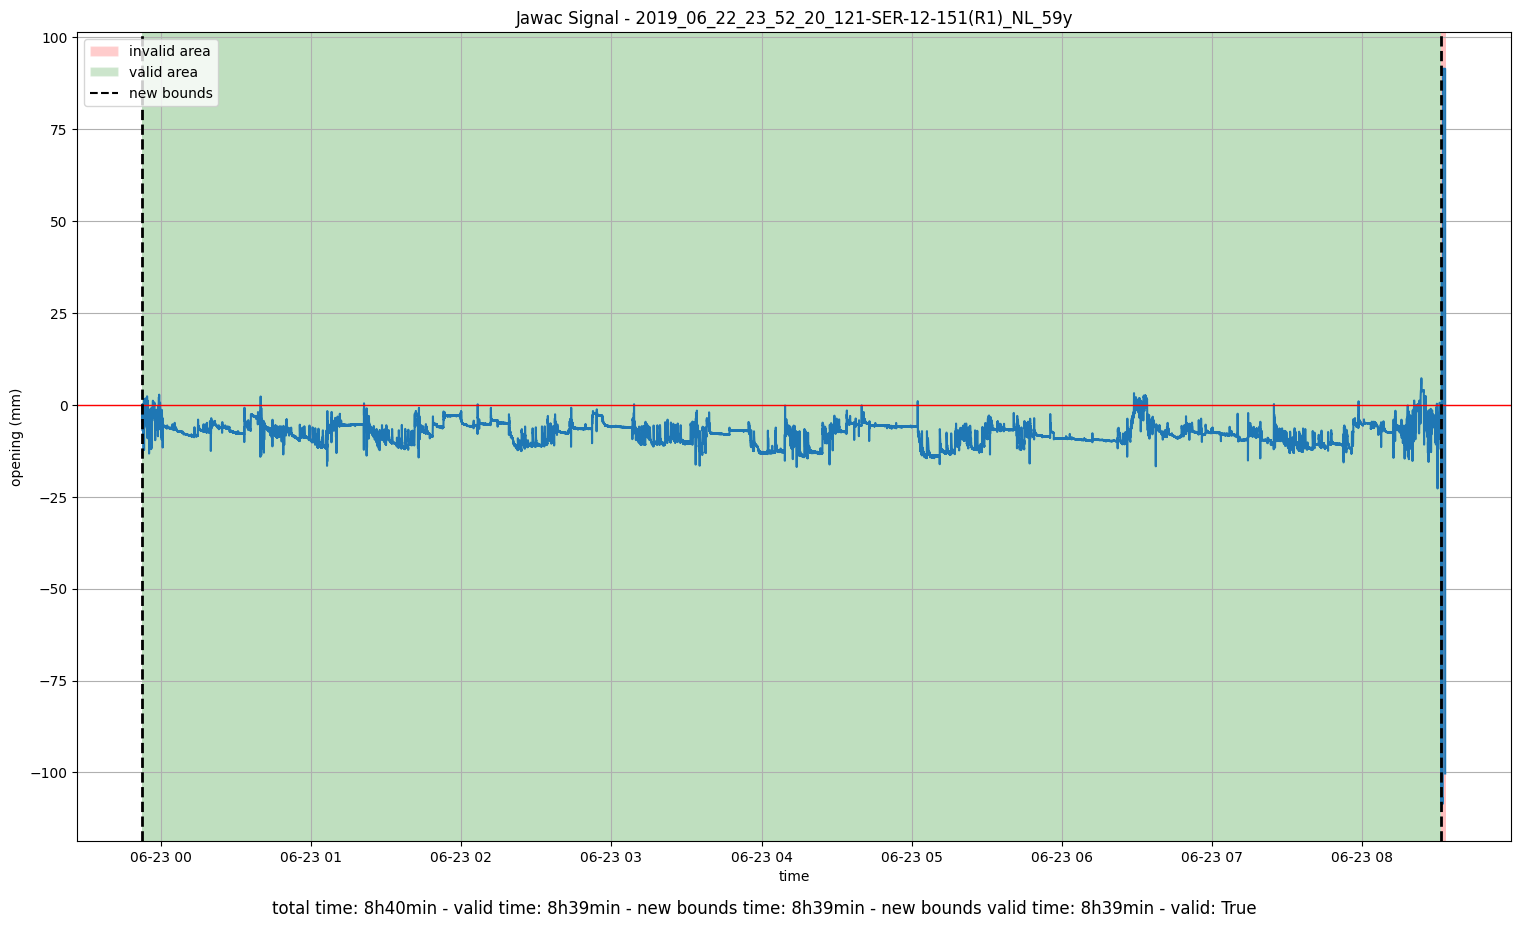 Jawac Signal - 2019_06_22_23_52_20_121-SER-12-151(R1)_NL_59y
invalid area
valid area
new bounds
100
75
50
25
0
−25
−50
−75
−100
opening (mm)
06-23 00 06-23 01 06-23 02 06-23 03 06-23 04 06-23 05 06-23 06 06-23 07 06-23 08
time
total time: 8h40min - valid time: 8h39min - new bounds time: 8h39min - new bounds valid time: 8h39min - valid: True